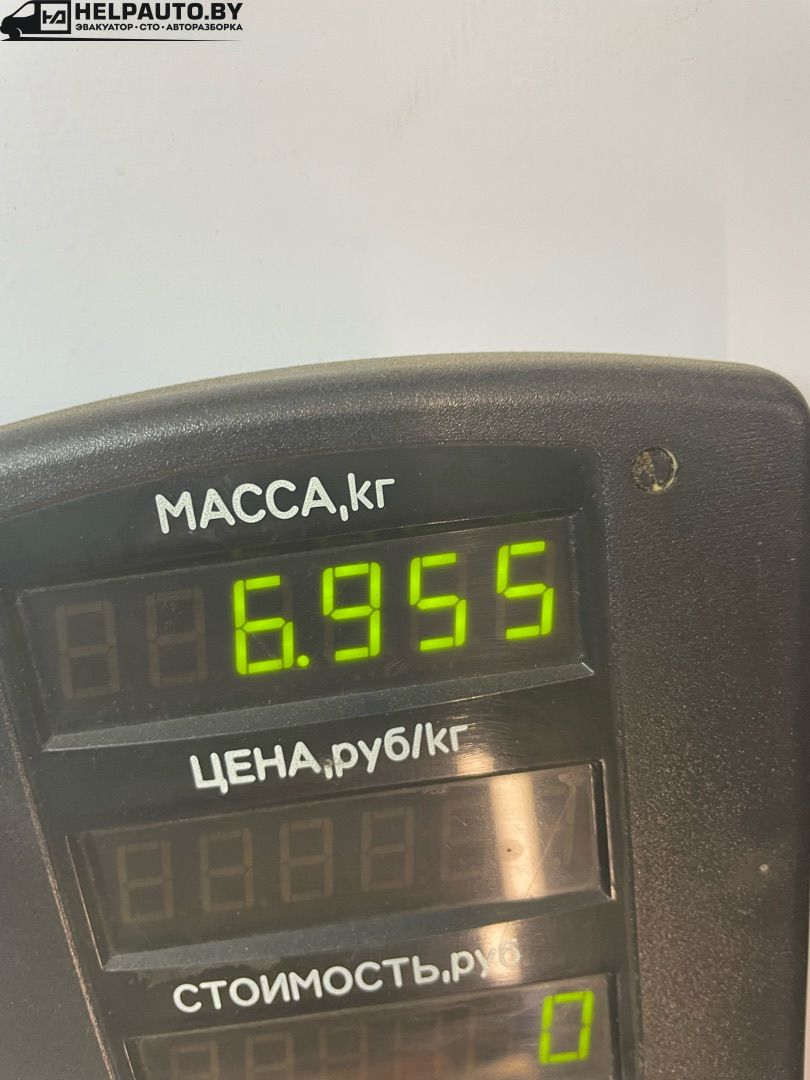 HELPAUTO.BY
ЭВАКУАТОР · СТО · АВТОРАЗБОРКА
МАССА,кг
6.955
ЦЕНА,руб/кг
СТОИМОСТЬ,руб
0